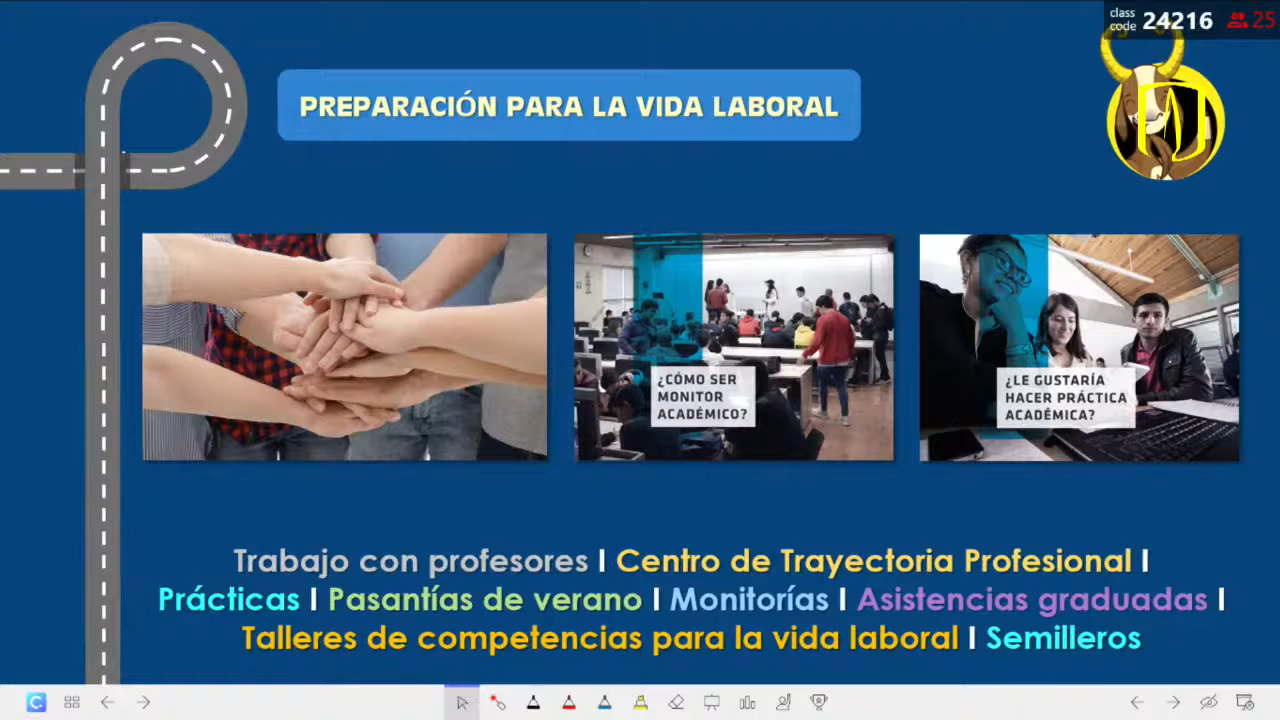 class
code 24216 25
PREPARACIÓN PARA LA VIDA LABORAL
¿CÓMO SER
MONITOR
ACADÉMICO?
¿LE GUSTARÍA
HACER PRÁCTICA
ACADÉMICA?
Trabajo con profesores I Centro de Trayectoria Profesional I
Prácticas I Pasantías de verano I Monitorías I Asistencias graduadas I
Talleres de competencias para la vida laboral I Semilleros